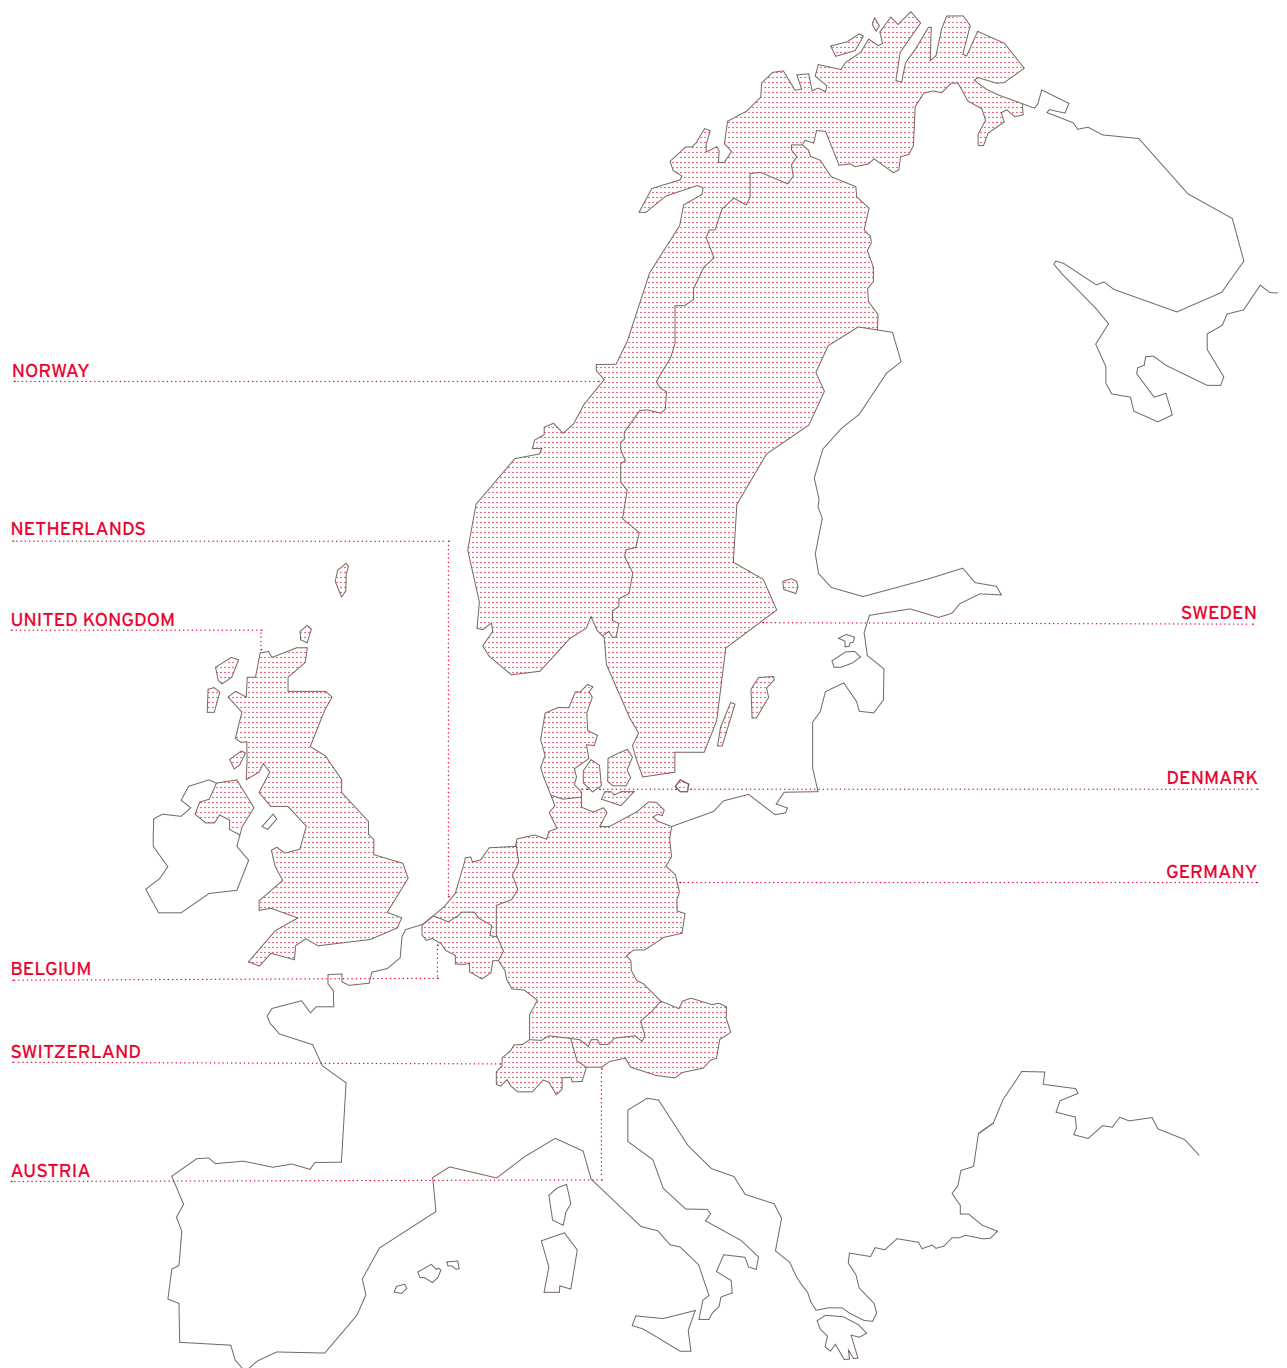 NORWAY
NETHERLANDS
UNITED KONGDOM
SWEDEN
DENMARK
GERMANY
BELGIUM
SWITZERLAND
AUSTRIA